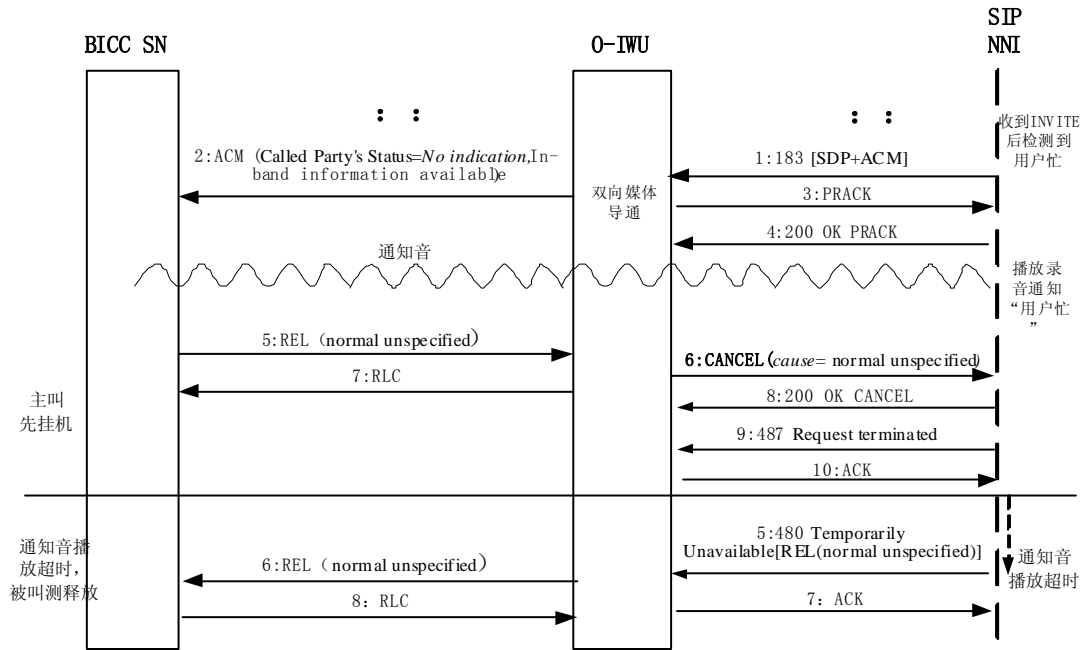 SIP
BICC SN
O-IWU
NNI
: :
: :
收到INVITE
后检测到
用户忙
2:ACM (Called Party's Status=No indication,In-
band information available)
1:183 [SDP+ACM]
双向媒体
导通
3:PRACK
4:200 OK PRACK
通知音
播放录
音通知
“用户忙
”
5:REL (normal unspecified)
6:CANCEL(cause= normal unspecified)
7:RLC
8:200 OK CANCEL
主叫
先挂机
9:487 Request terminated
10:ACK
5:480 Temporarily
Unavailable[REL(normal unspecified)]
通知音播
放超时，
被叫测释放
6:REL (normal unspecified)
通知音
播放超时
8: RLC
7: ACK